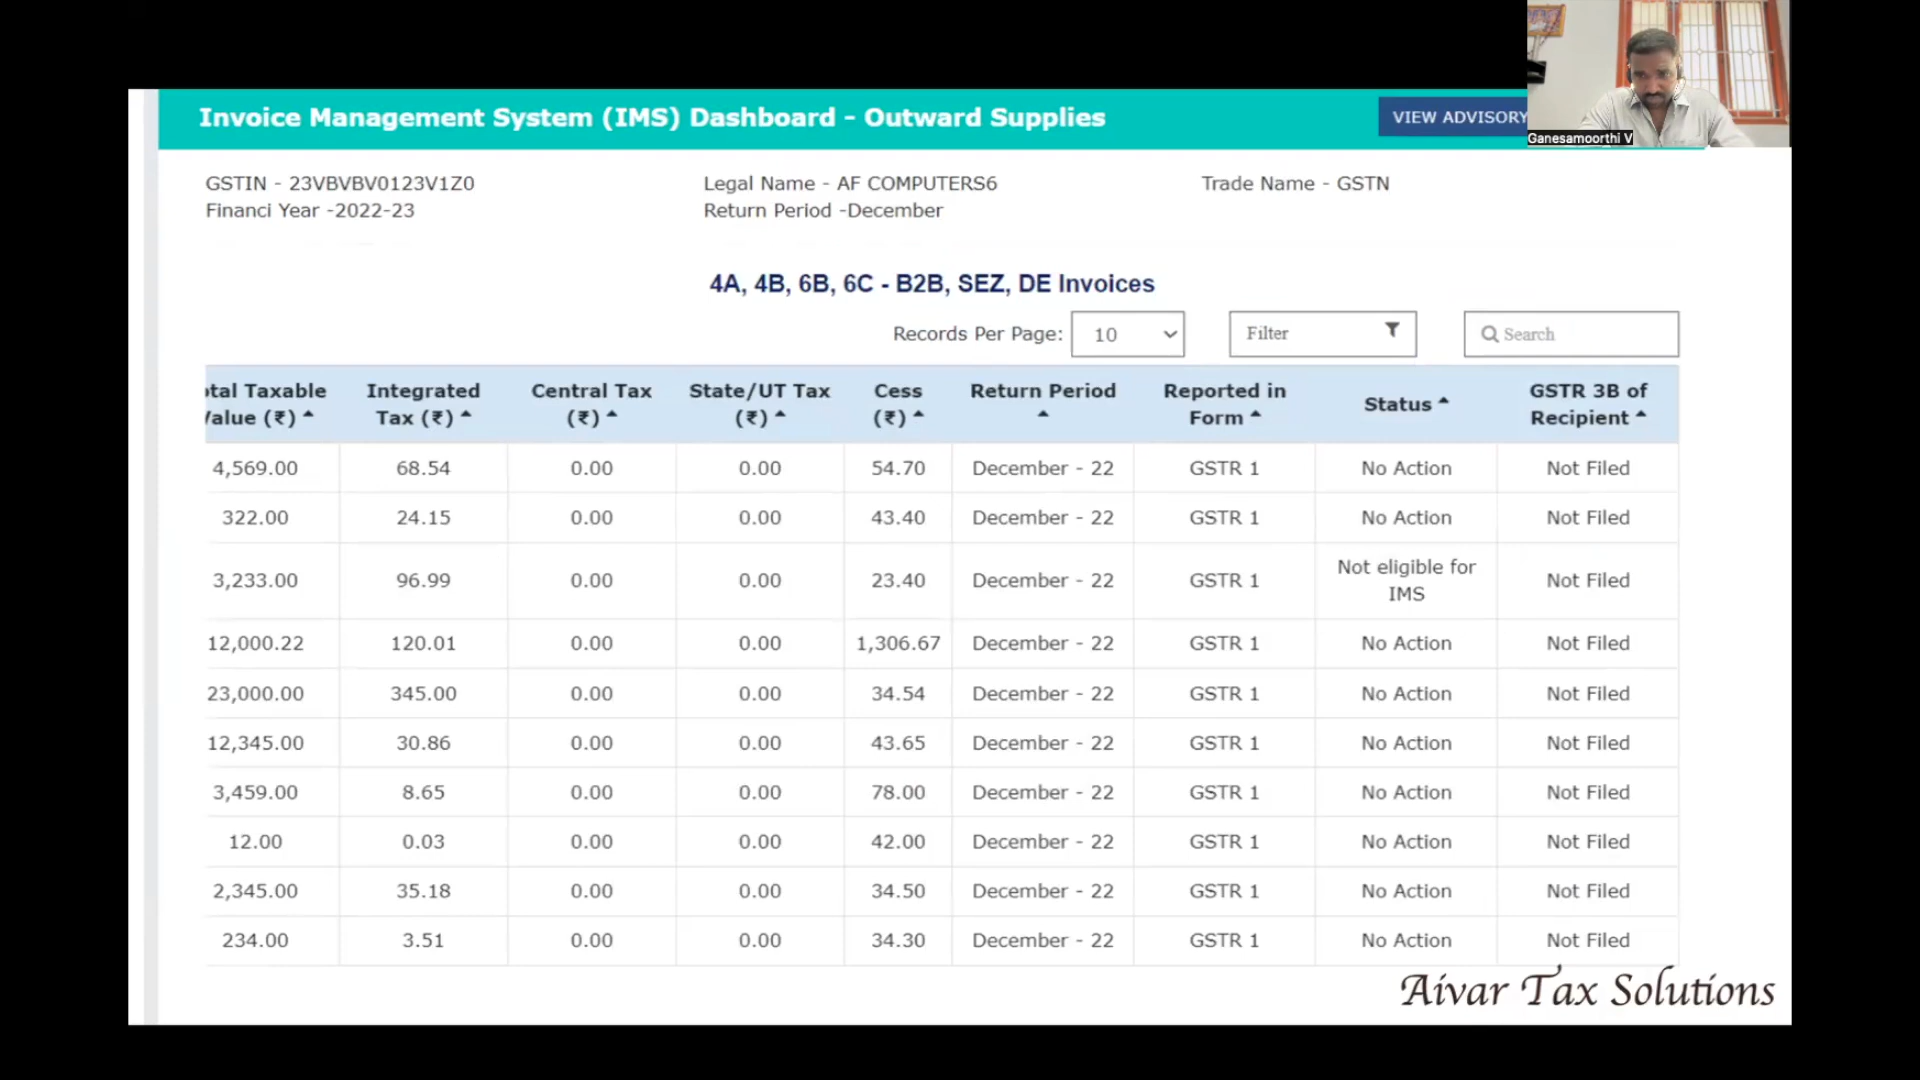 Invoice Management System (IMS) Dashboard - Outward Supplies
VIEW ADVISORY
Ganesamoorthi V
GSTIN - 23VBVBV0123V1Z0 Legal Name - AF COMPUTERS6 Trade Name - GSTN
Financi Year -2022-23 Return Period -December
4A, 4B, 6B, 6C - B2B, SEZ, DE Invoices
Records Per Page: 10 Filter Search
otal Taxable Integrated Central Tax State/UT Tax Cess Return Period Reported in Status GSTR 3B of
Value (₹) Tax (₹) (₹) (₹) (₹) Form Recipient
4,569.00 68.54 0.00 0.00 54.70 December - 22 GSTR 1 No Action Not Filed
322.00 24.15 0.00 0.00 43.40 December - 22 GSTR 1 No Action Not Filed
3,233.00 96.99 0.00 0.00 23.40 December - 22 GSTR 1 Not eligible for IMS Not Filed
12,000.22 120.01 0.00 0.00 1,306.67 December - 22 GSTR 1 No Action Not Filed
23,000.00 345.00 0.00 0.00 34.54 December - 22 GSTR 1 No Action Not Filed
12,345.00 30.86 0.00 0.00 43.65 December - 22 GSTR 1 No Action Not Filed
3,459.00 8.65 0.00 0.00 78.00 December - 22 GSTR 1 No Action Not Filed
12.00 0.03 0.00 0.00 42.00 December - 22 GSTR 1 No Action Not Filed
2,345.00 35.18 0.00 0.00 34.50 December - 22 GSTR 1 No Action Not Filed
234.00 3.51 0.00 0.00 34.30 December - 22 GSTR 1 No Action Not Filed
Aivar Tax Solutions